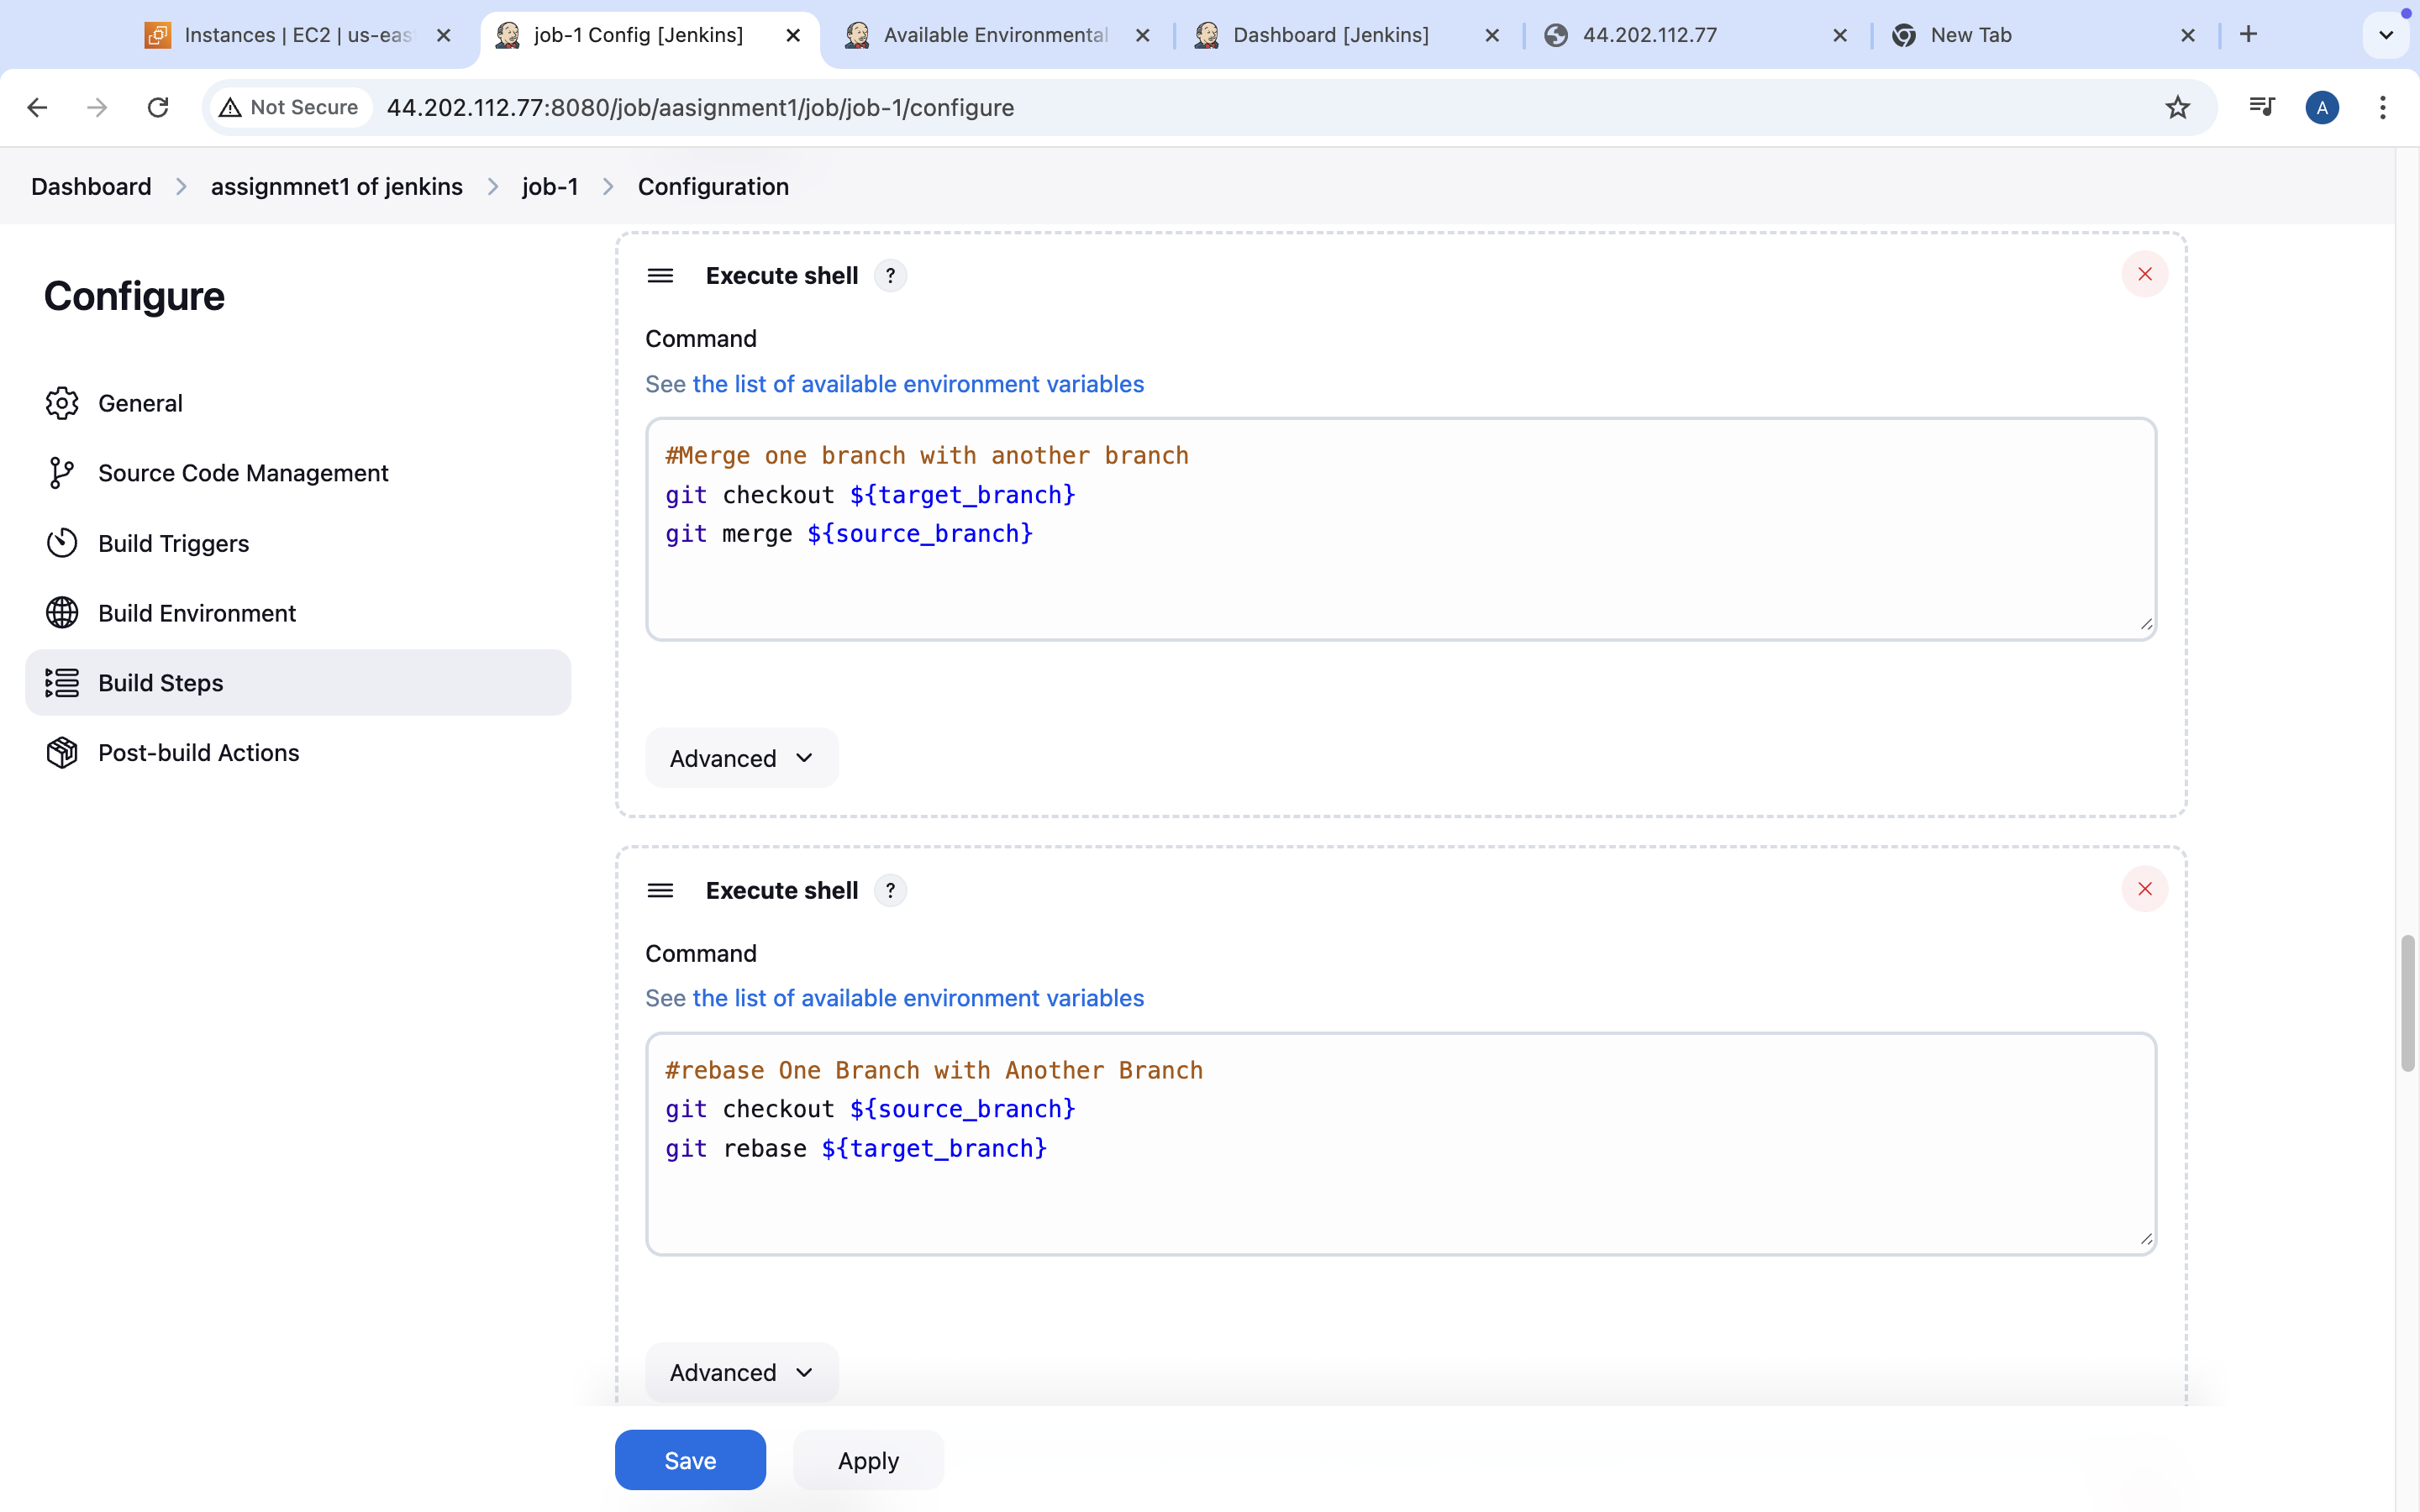 Instances | EC2 | us-eas
job-1 Config [Jenkins]
Available Environmental
Dashboard [Jenkins]
44.202.112.77
New Tab
Not Secure
44.202.112.77:8080/job/aasignment1/job/job-1/configure
A
Dashboard
assignmnet1 of jenkins
job-1
Configuration
Configure
General
Source Code Management
Build Triggers
Build Environment
Build Steps
Post-build Actions
Execute shell ?
Command
See the list of available environment variables
#Merge one branch with another branch
git checkout ${target_branch}
git merge ${source_branch}
Advanced
Execute shell ?
Command
See the list of available environment variables
#rebase One Branch with Another Branch
git checkout ${source_branch}
git rebase ${target_branch}
Advanced
Save
Apply